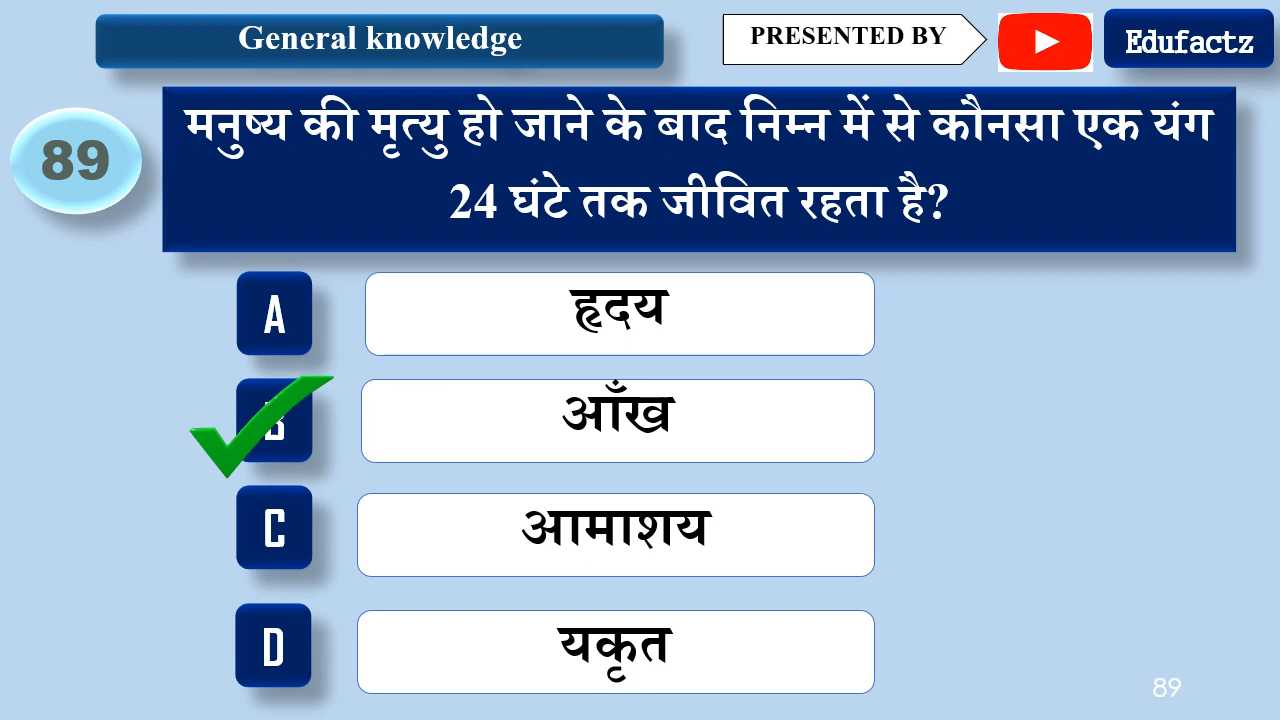 General knowledge
PRESENTED BY
Edufactz
89
मनुष्य की मृत्यु हो जाने के बाद निम्न में से कौनसा एक यंग
24 घंटे तक जीवित रहता है?
A
हृदय
B
आँख
C
आमाशय
D
यकृत
89